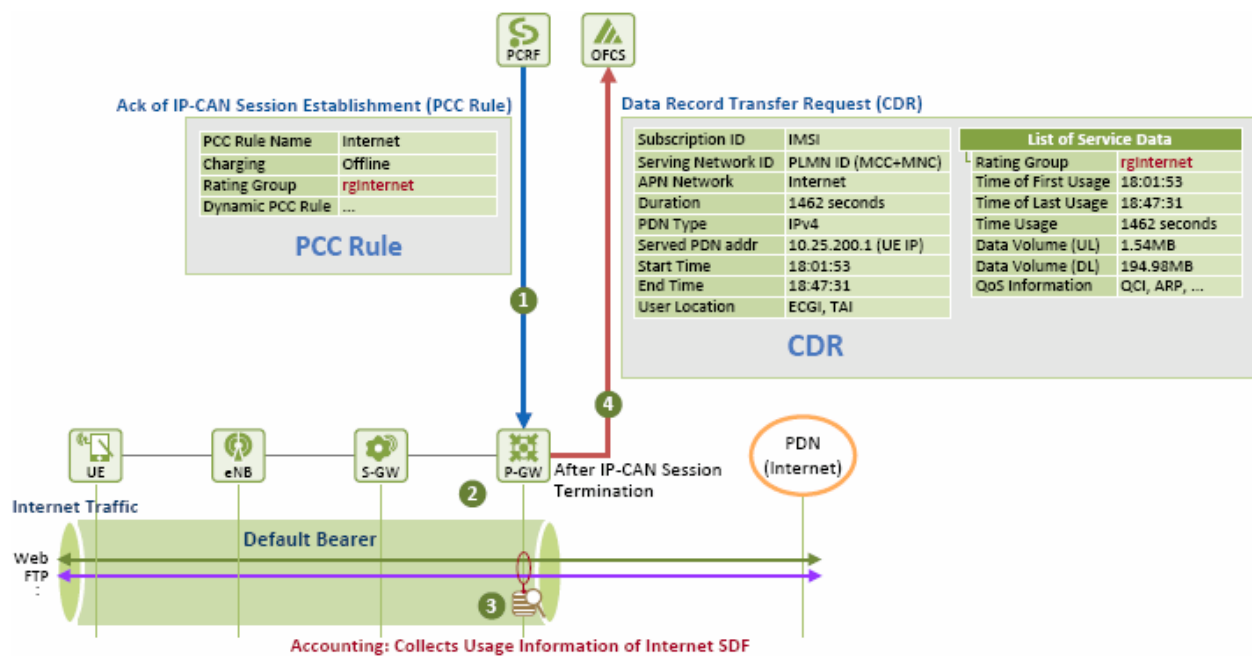 PCRF
OFCS
Ack of IP-CAN Session Establishment (PCC Rule)
PCC Rule Name Internet
Charging Offline
Rating Group rgInternet
Dynamic PCC Rule ...
PCC Rule
Data Record Transfer Request (CDR)
Subscription ID IMSI
Serving Network ID PLMN ID (MCC+MNC)
APN Network Internet
Duration 1462 seconds
PDN Type IPv4
Served PDN addr 10.25.200.1 (UE IP)
Start Time 18:01:53
End Time 18:47:31
User Location ECGI, TAI
List of Service Data
Rating Group rgInternet
Time of First Usage 18:01:53
Time of Last Usage 18:47:31
Time Usage 1462 seconds
Data Volume (UL) 1.54MB
Data Volume (DL) 194.98MB
QoS Information QCI, ARP, ...
CDR
1
4
UE
eNB
S-GW
P-GW
After IP-CAN Session
Termination
PDN
(Internet)
2
Internet Traffic
Default Bearer
Web
FTP
:
3
Accounting: Collects Usage Information of Internet SDF